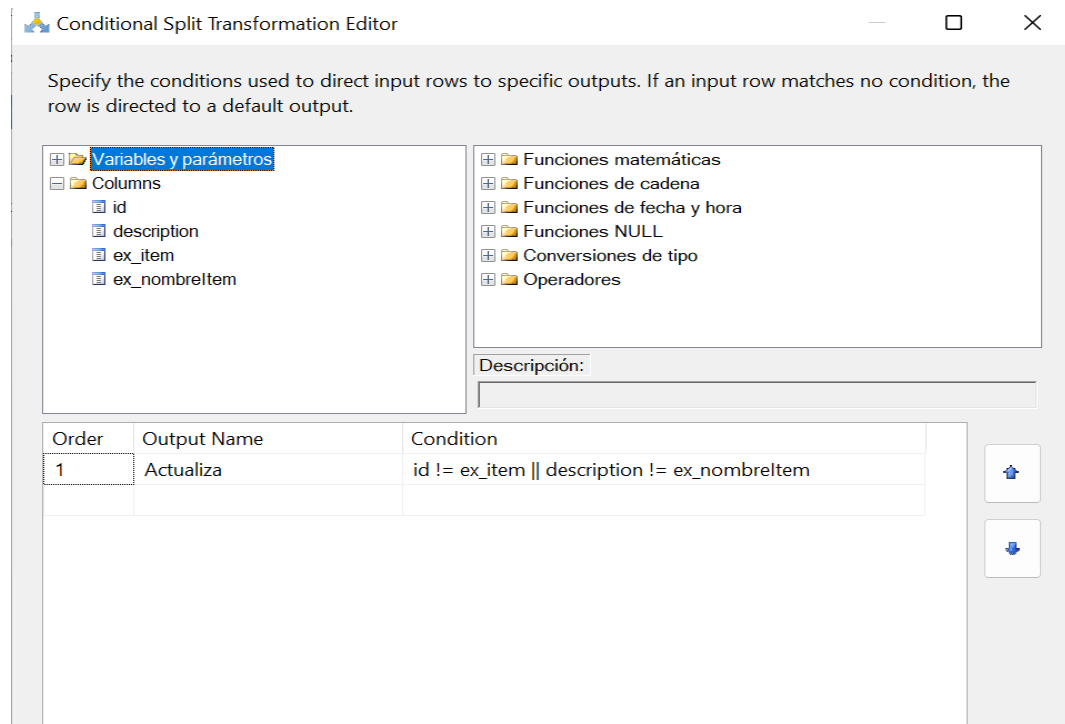 Conditional Split Transformation Editor
Specify the conditions used to direct input rows to specific outputs. If an input row matches no condition, the
row is directed to a default output.
Variables y parámetros
Columns
id
description
ex_item
ex_nombreItem
Funciones matemáticas
Funciones de cadena
Funciones de fecha y hora
Funciones NULL
Conversiones de tipo
Operadores
Descripción:
Order Output Name Condition
1 Actualiza id != ex_item || description != ex_nombreItem